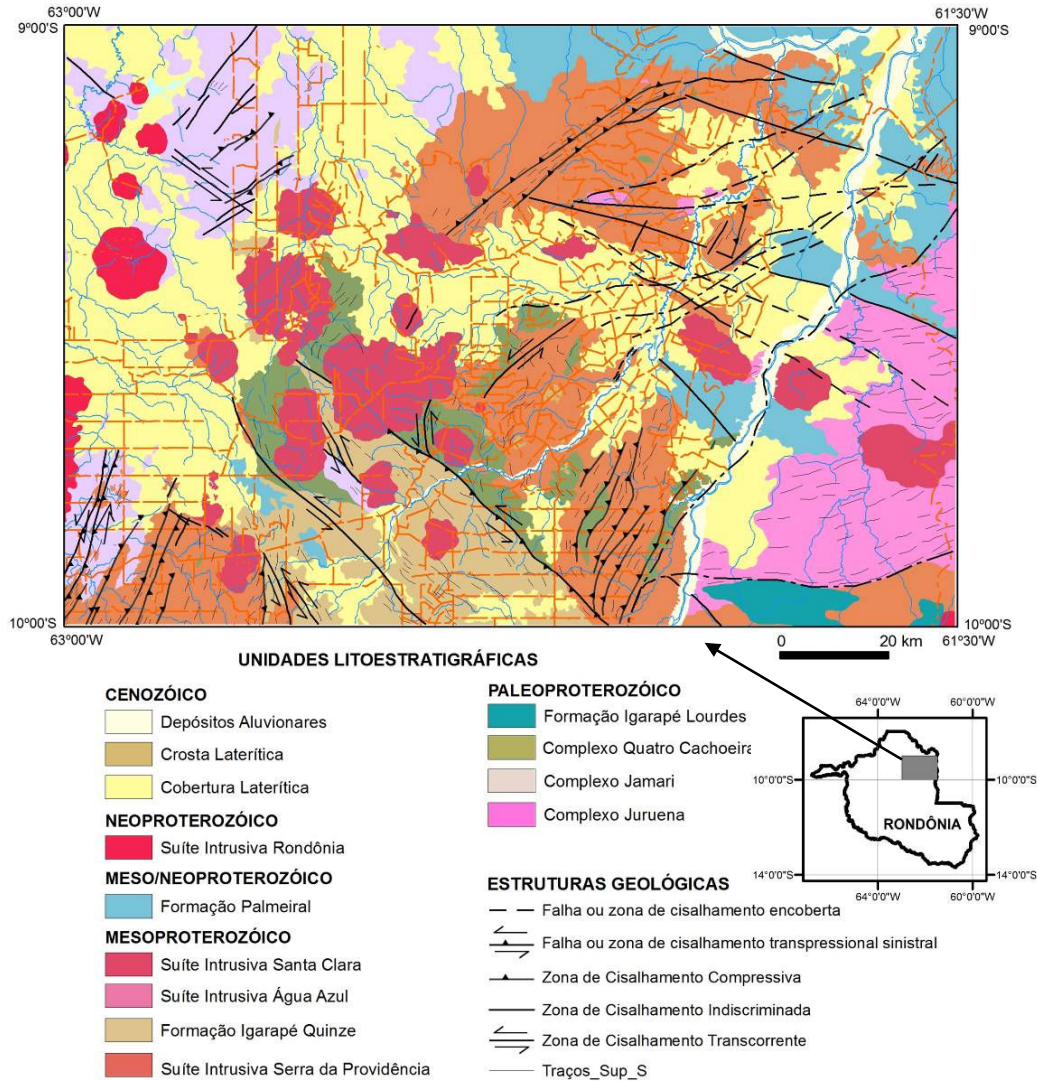 63°00'W
61°30'W
9°00'S
9°00'S
10°00'S
10°00'S
63°00'W
61°30'W
0 20 km
UNIDADES LITOESTRATIGRÁFICAS
CENOZÓICO
Depósitos Aluvionares
Crosta Laterítica
Cobertura Laterítica
NEOPROTEROZÓICO
Suíte Intrusiva Rondônia
MESO/NEOPROTEROZÓICO
Formação Palmeiral
MESOPROTEROZÓICO
Suíte Intrusiva Santa Clara
Suíte Intrusiva Água Azul
Formação Igarapé Quinze
Suíte Intrusiva Serra da Providência
PALEOPROTEROZÓICO
Formação Igarapé Lourdes
Complexo Quatro Cachoeira
Complexo Jamari
Complexo Juruena
ESTRUTURAS GEOLÓGICAS
Falha ou zona de cisalhamento encoberta
Falha ou zona de cisalhamento transpressional sinistral
Zona de Cisalhamento Compressiva
Zona de Cisalhamento Indiscriminada
Zona de Cisalhamento Transcorrente
Traços_Sup_S
64°0'0"W 60°0'0"W
10°0'0"S 10°0'0"S
RONDÔNIA
14°0'0"S 14°0'0"S
64°0'0"W 60°0'0"W